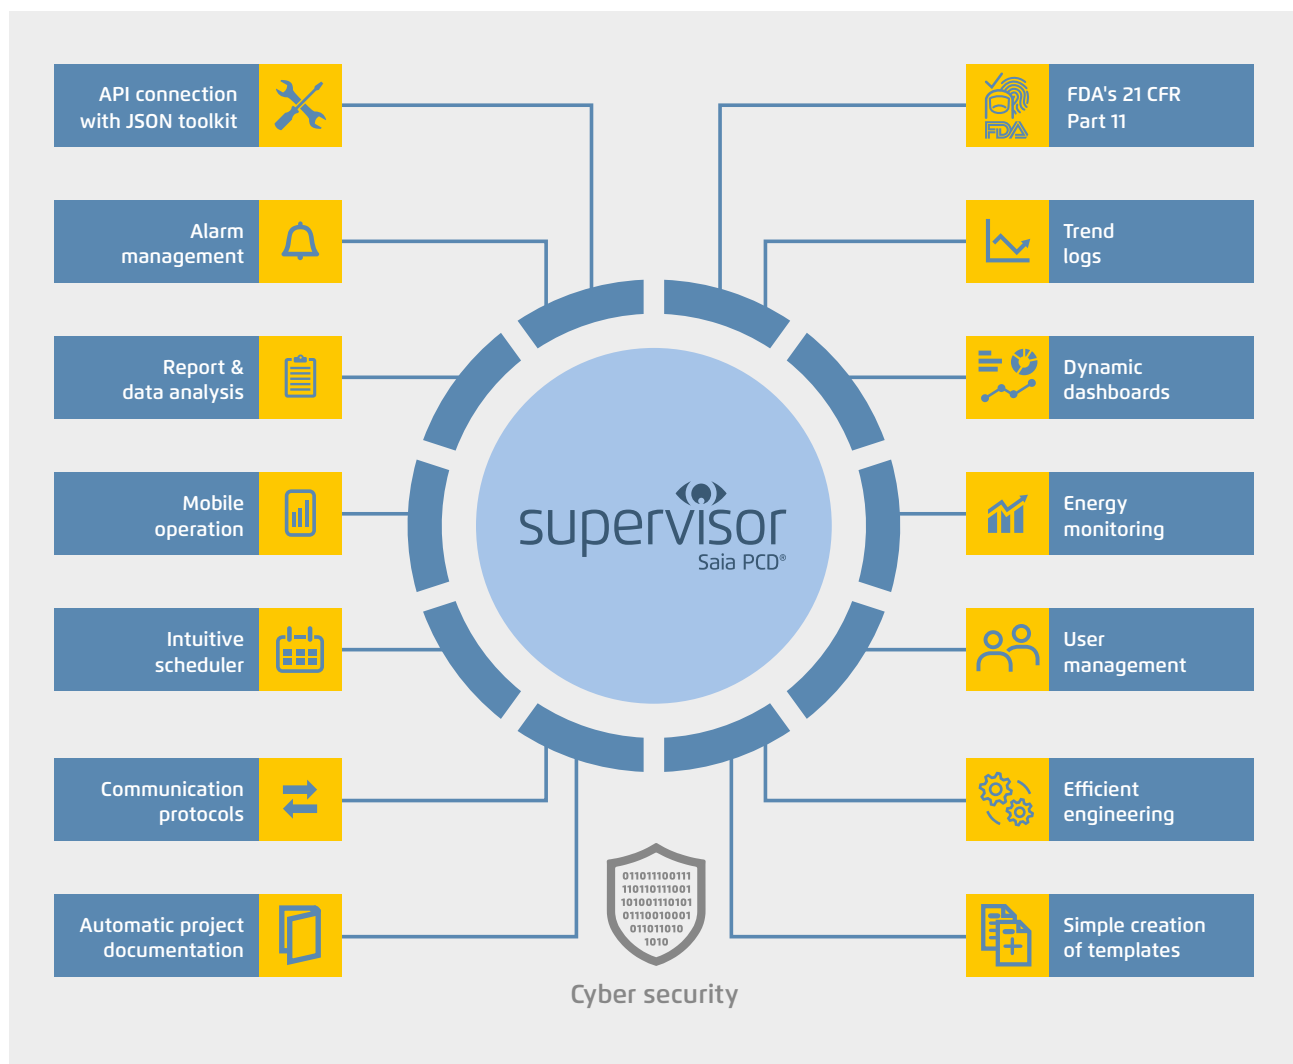 API connection
with JSON toolkit
Alarm
management
Report &
data analysis
Mobile
operation
Intuitive
scheduler
Communication
protocols
Automatic project
documentation
supervisor
Saia PCD®
FDA
FDA's 21 CFR
Part 11
Trend
logs
Dynamic
dashboards
Energy
monitoring
User
management
Efficient
engineering
Simple creation
of templates
011011100111
110110111001
101001110101
01110010001
011011010
1010
Cyber security